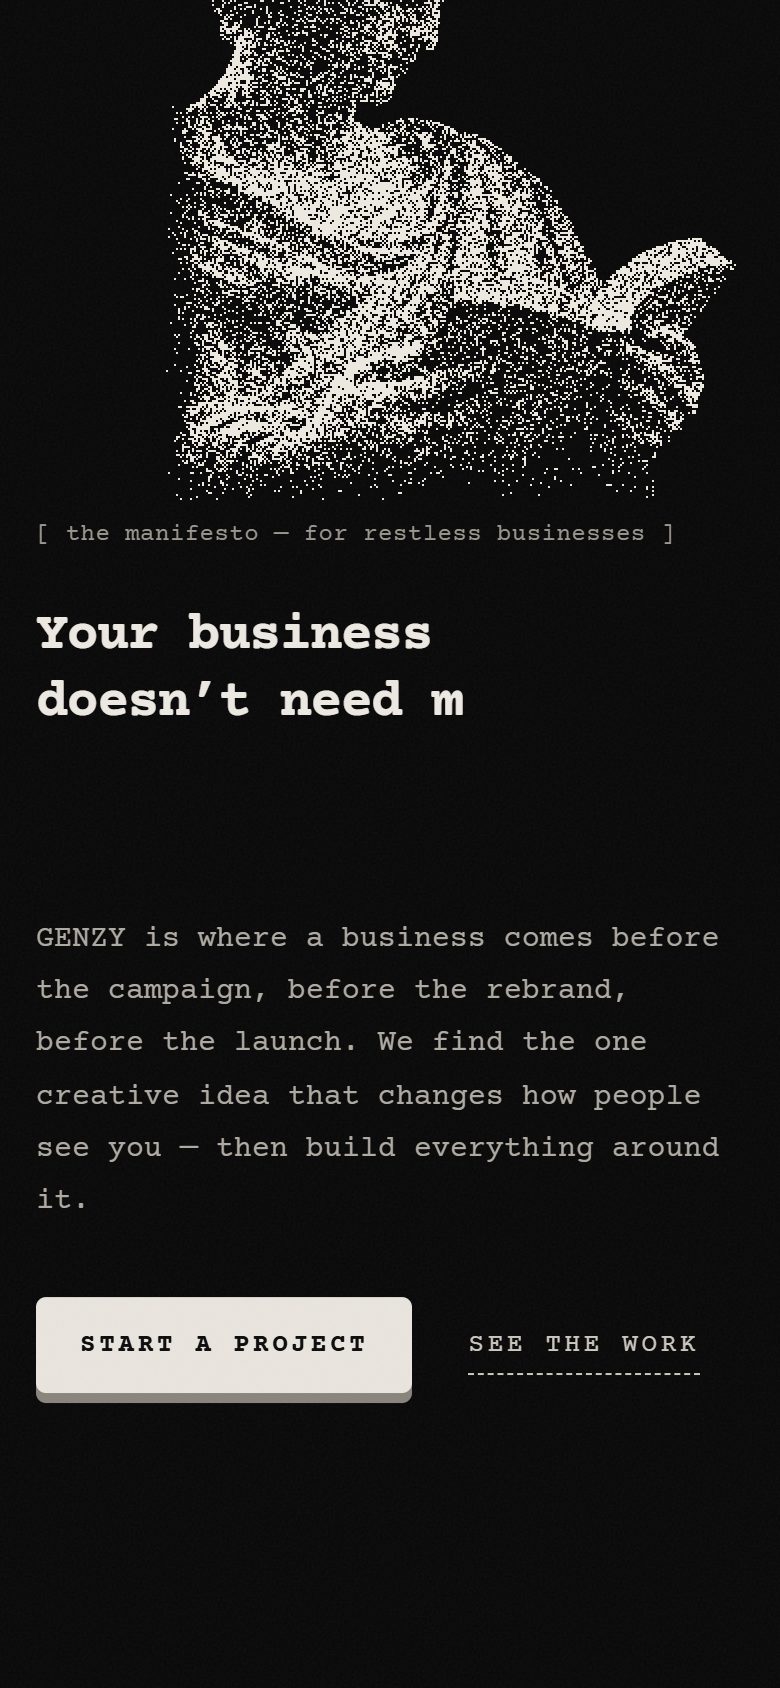 [ the manifesto — for restless businesses ]
Your business
doesn’t need m
GENZY is where a business comes before
the campaign, before the rebrand,
before the launch. We find the one
creative idea that changes how people
see you — then build everything around
it.
START A PROJECT
SEE THE WORK